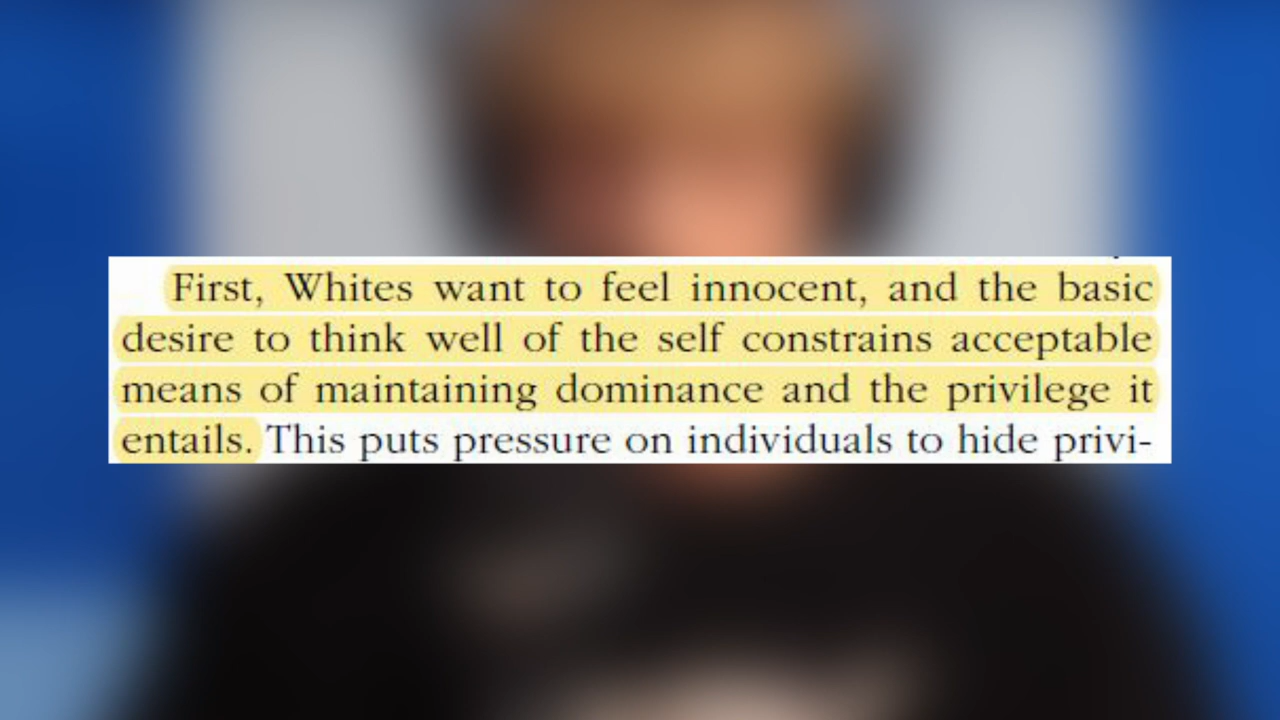 First, Whites want to feel innocent, and the basic
desire to think well of the self constrains acceptable
means of maintaining dominance and the privilege it
entails. This puts pressure on individuals to hide privi-